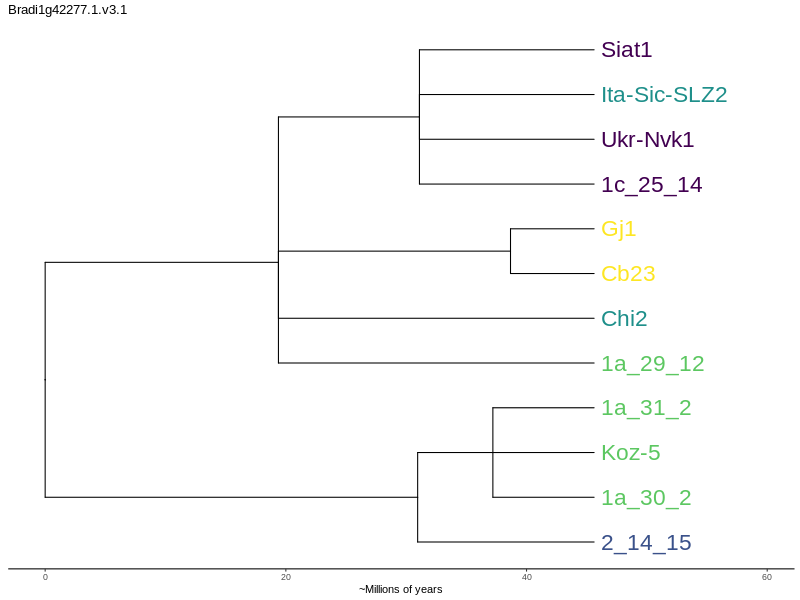 Bradi1g42277.1.v3.1
Siat1
Ita-Sic-SLZ2
Ukr-Nvk1
1c_25_14
Gj1
Cb23
Chi2
1a_29_12
1a_31_2
Koz-5
1a_30_2
2_14_15
0 20 40 60
~Millions of years